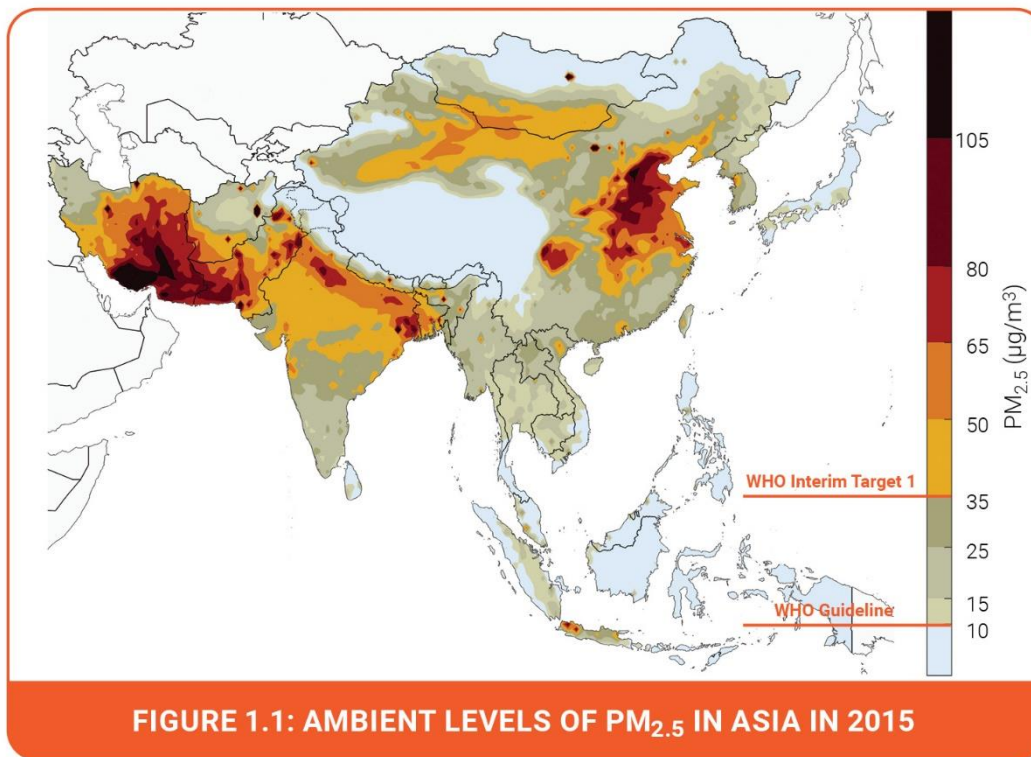 105
80
65
50
35
25
15
10
PM2.5 (µg/m³)
WHO Interim Target 1
WHO Guideline
FIGURE 1.1: AMBIENT LEVELS OF PM2.5 IN ASIA IN 2015